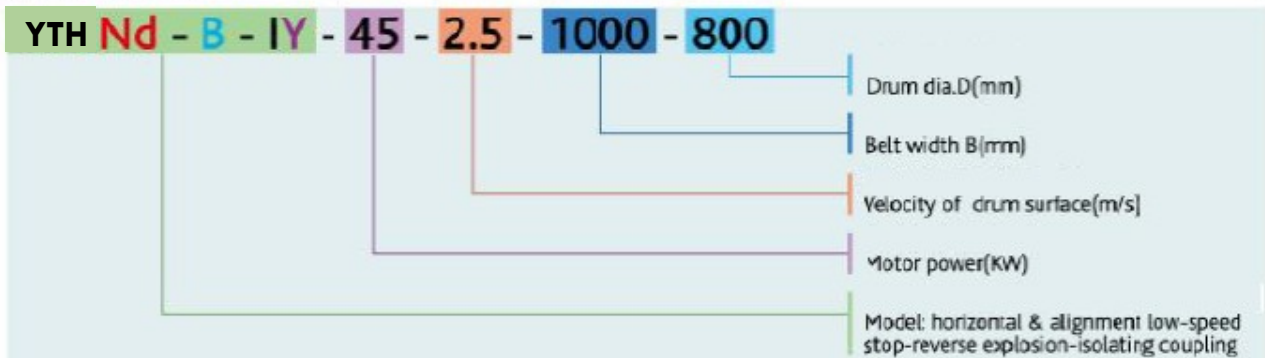 YTH Nd - B - IY - 45 - 2.5 - 1000 - 800
Drum dia.D(mm)
Belt width B(mm)
Velocity of drum surface(m/s]
Motor power(KW)
Model: horizontal & alignment low-speed
stop-reverse explosion-isolating coupling